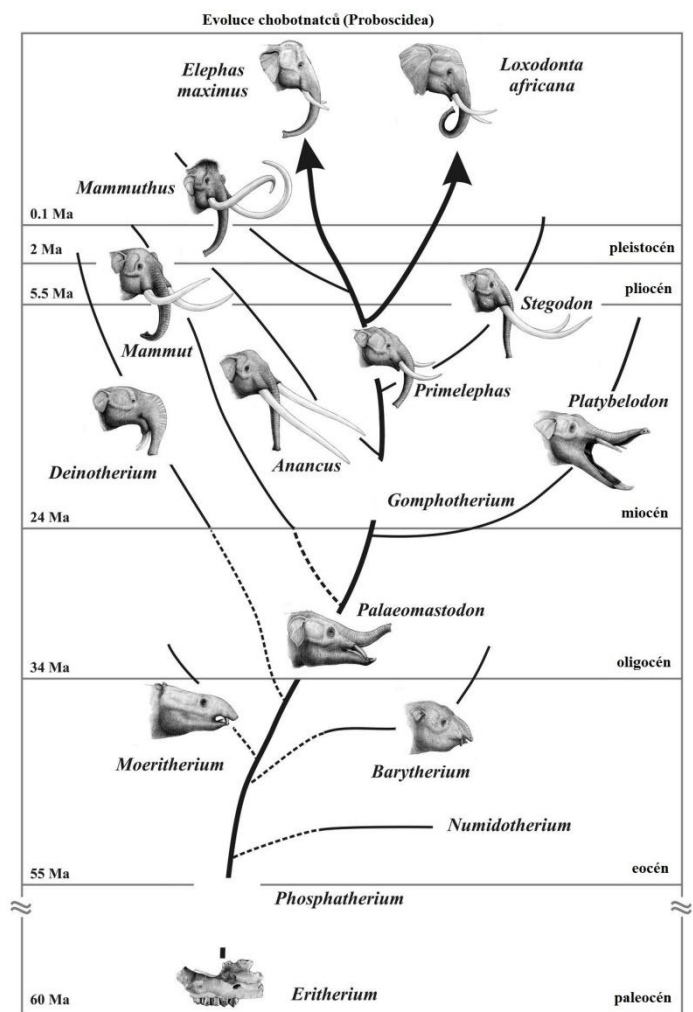 Evoluce chobotnatců (Proboscidea)
Elephas
maximus
Loxodonta
africana
Mammuthus
0.1 Ma
pleistocén
2 Ma
pliocén
5.5 Ma
Stegodon
Mammut
Primelephas
Platybelodon
Deinotherium
Anancus
Gomphotherium
24 Ma
miocén
Palaeomastodon
34 Ma
oligocén
Moeritherium
Barytherium
Numidotherium
55 Ma
eocén
Phosphatherium
Eritherium
60 Ma
paleocén